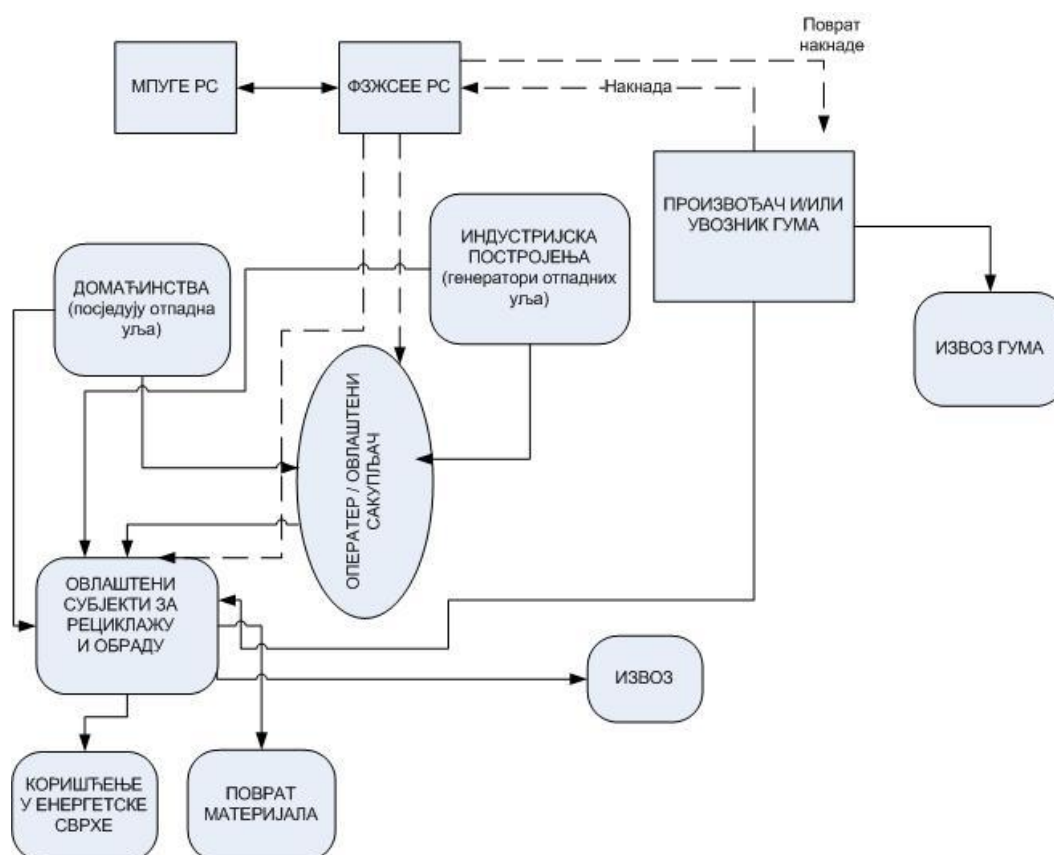 Поврат
накнаде
МПУГЕ РС
ФЗЖСЕЕ РС
Накнада
ПРОИЗВОЂАЧ И/ИЛИ
УВОЗНИК ГУМА
ИНДУСТРИЈСКА
ПОСТРОЈЕЊА
(генератори отпадних
уља)
ДОМАЋИНСТВА
(посједују отпадна
уља)
ИЗВОЗ ГУМА
ОПЕРАТЕР / ОВЛАШТЕНИ
САКУПЉАЧ
ОВЛАШТЕНИ
СУБЈЕКТИ ЗА
РЕЦИКЛАЖУ
И ОБРАДУ
ИЗВОЗ
КОРИШЋЕЊЕ
У ЕНЕРГЕТСКЕ
СВРХЕ
ПОВРАТ
МАТЕРИЈАЛА